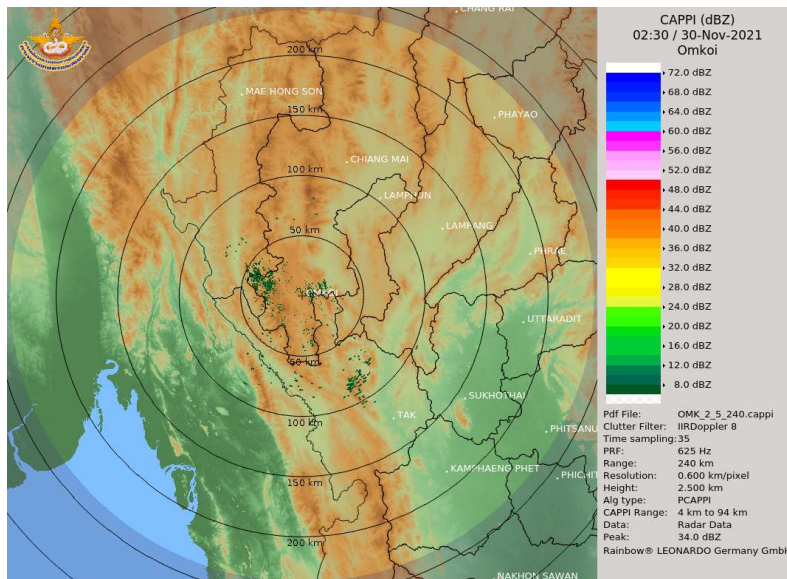 CHANG RAI
200 km
MAE HONG SON
150 km
PHAYAO
CHIANG MAI
100 km
LAMPHUN
LAMPANG
50 km
PHRAE
UTTARADIT
50 km
SUKHOTHAI
TAK
100 km
PHITSANU
KAMPHAENG PHET
PHICHIT
150 km
200 km
NAKHON SAWAN
CAPPI (dBZ)
02:30 / 30-Nov-2021
Omkoi
72.0 dBZ
68.0 dBZ
64.0 dBZ
60.0 dBZ
56.0 dBZ
52.0 dBZ
48.0 dBZ
44.0 dBZ
40.0 dBZ
36.0 dBZ
32.0 dBZ
28.0 dBZ
24.0 dBZ
20.0 dBZ
16.0 dBZ
12.0 dBZ
8.0 dBZ
Pdf File: OMK_2_5_240.cappi
Clutter Filter: IIRDoppler 8
Time sampling: 35
PRF: 625 Hz
Range: 240 km
Resolution: 0.600 km/pixel
Height: 2.500 km
Alg type: PCAPPI
CAPPI Range: 4 km to 94 km
Data: Radar Data
Peak: 34.0 dBZ
Rainbow® LEONARDO Germany GmbH